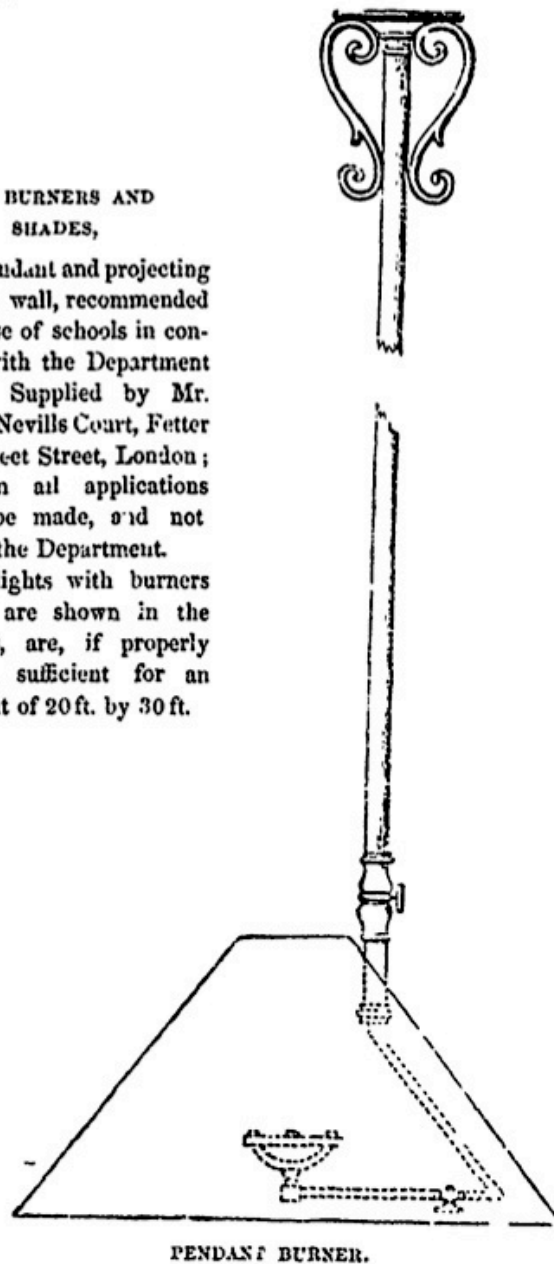 BURNERS AND
SHADES,
ndant and projecting
wall, recommended
se of schools in con-
ith the Department
Supplied by Mr.
Nevills Court, Fetter
eet Street, London;
n all applications
be made, and not
the Department.
ights with burners
are shown in the
, are, if properly
sufficient for an
t of 20 ft. by 30 ft.
PENDANT BURNER.